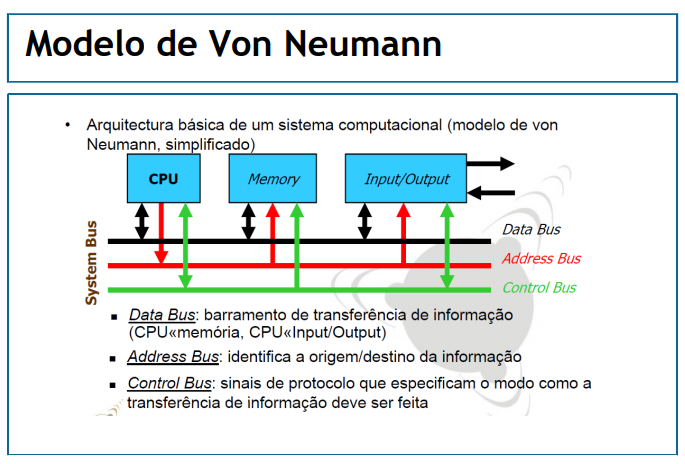 Modelo de Von Neumann
• Arquitectura básica de um sistema computacional (modelo de von
Neumann, simplificado)
CPU
Memory
Input/Output
System Bus
Data Bus
Address Bus
Control Bus
▪ Data Bus: barramento de transferência de informação
(CPU«memória, CPU«Input/Output)
▪ Address Bus: identifica a origem/destino da informação
▪ Control Bus: sinais de protocolo que especificam o modo como a
transferência de informação deve ser feita